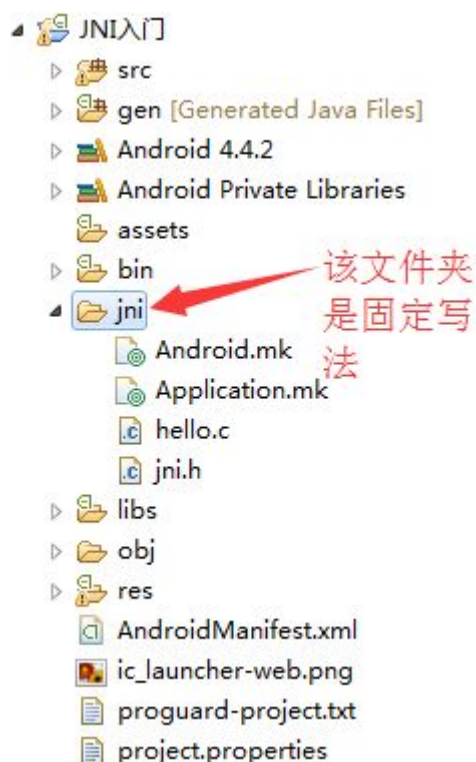 JNI入门
src
gen [Generated Java Files]
Android 4.4.2
Android Private Libraries
assets
bin
该文件夹
是固定写
法
jni
Android.mk
Application.mk
hello.c
jni.h
libs
obj
res
AndroidManifest.xml
ic_launcher-web.png
proguard-project.txt
project.properties